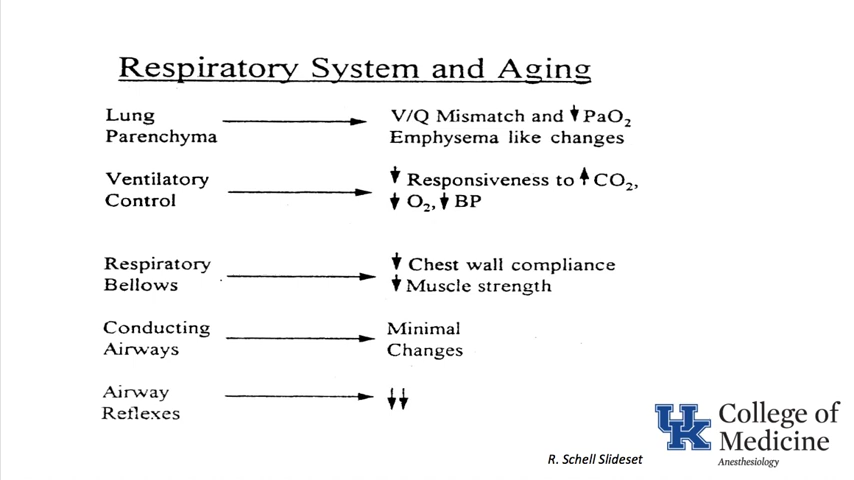 Respiratory System and Aging
Lung
Parenchyma
V/Q Mismatch and ↓PaO₂
Emphysema like changes
Ventilatory
Control
↓ Responsiveness to ↑CO₂,
↓ O₂, ↓ BP
Respiratory
Bellows
↓ Chest wall compliance
↓ Muscle strength
Conducting
Airways
Minimal
Changes
Airway
Reflexes
↓↓
R. Schell Slideset
UK
College of
Medicine
Anesthesiology